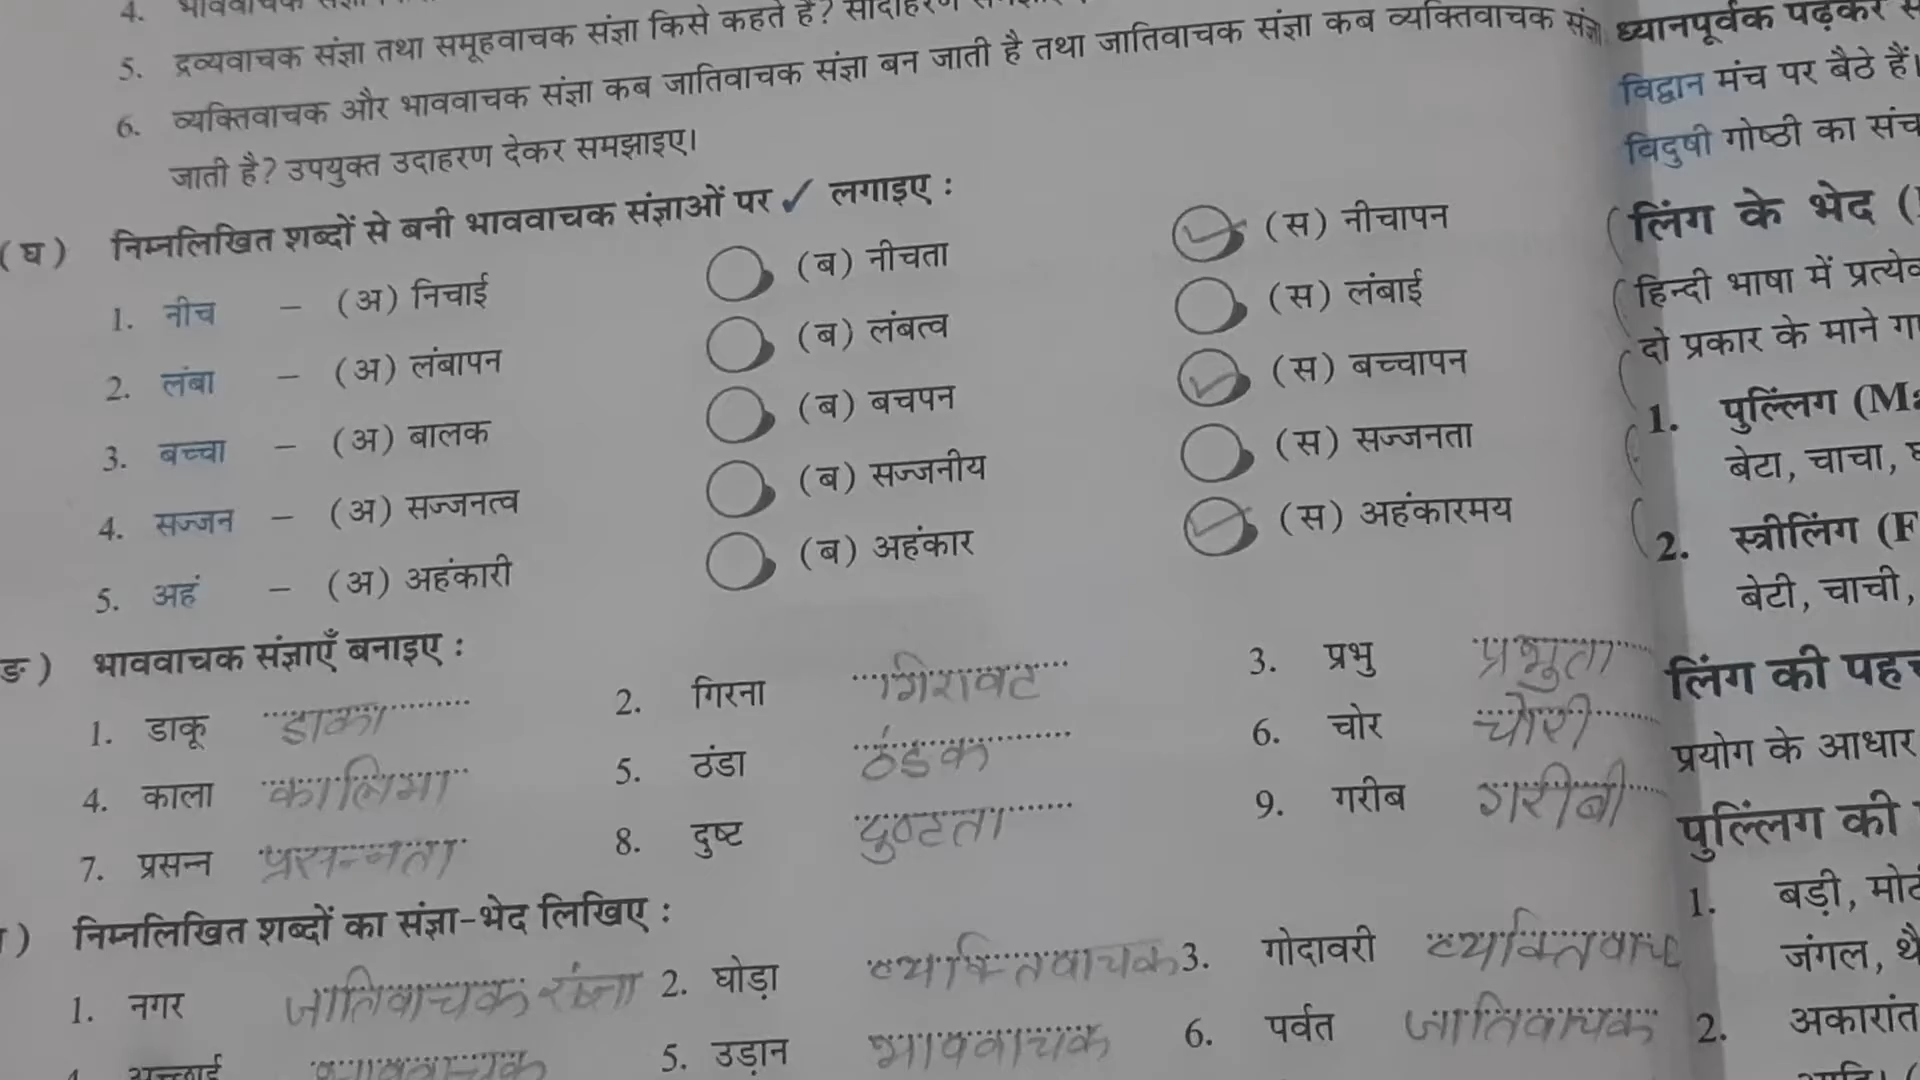 4. भाववाचक
5. द्रव्यवाचक संज्ञा तथा समूहवाचक संज्ञा किसे कहते हैं? सोदाहरण
6. व्यक्तिवाचक और भाववाचक संज्ञा कब जातिवाचक संज्ञा बन जाती है तथा जातिवाचक संज्ञा कब व्यक्तिवाचक
जाती है? उपयुक्त उदाहरण देकर समझाइए।
(घ) निम्नलिखित शब्दों से बनी भाववाचक संज्ञाओं पर ✓ लगाइए :
1. नीच – (अ) निचाई (ब) नीचता ✓ (स) नीचापन
2. लंबा – (अ) लंबापन (ब) लंबत्व (स) लंबाई
3. बच्चा – (अ) बालक (ब) बचपन ✓ (स) बच्चापन
4. सज्जन – (अ) सज्जनत्व (ब) सज्जनीय (स) सज्जनता
5. अहं – (अ) अहंकारी (ब) अहंकार ✓ (स) अहंकारमय
ङ) भाववाचक संज्ञाएँ बनाइए :
1. डाकू डाका 2. गिरना गिरावट 3. प्रभु प्रभुता
4. काला कालिमा 5. ठंडा ठंडक 6. चोर चोरी
7. प्रसन्न प्रसन्नता 8. दुष्ट दुष्टता 9. गरीब गरीबी
) निम्नलिखित शब्दों का संज्ञा-भेद लिखिए :
1. नगर जातिवाचक संज्ञा 2. घोड़ा व्यक्तिवाचक 3. गोदावरी व्यक्तिवाच
5. उड़ान भाववाचक 6. पर्वत जातिवाचक
ध्यानपूर्वक पढ़कर
विद्वान मंच पर बैठे हैं।
विदुषी गोष्ठी का संच
लिंग के भेद (
हिन्दी भाषा में प्रत्येक
दो प्रकार के माने गा
1. पुल्लिंग (Ma
बेटा, चाचा,
2. स्त्रीलिंग (F
बेटी, चाची,
लिंग की पहच
प्रयोग के आधार
पुल्लिंग की
1. बड़ी, मोट
जंगल, थै
2. अकारांत